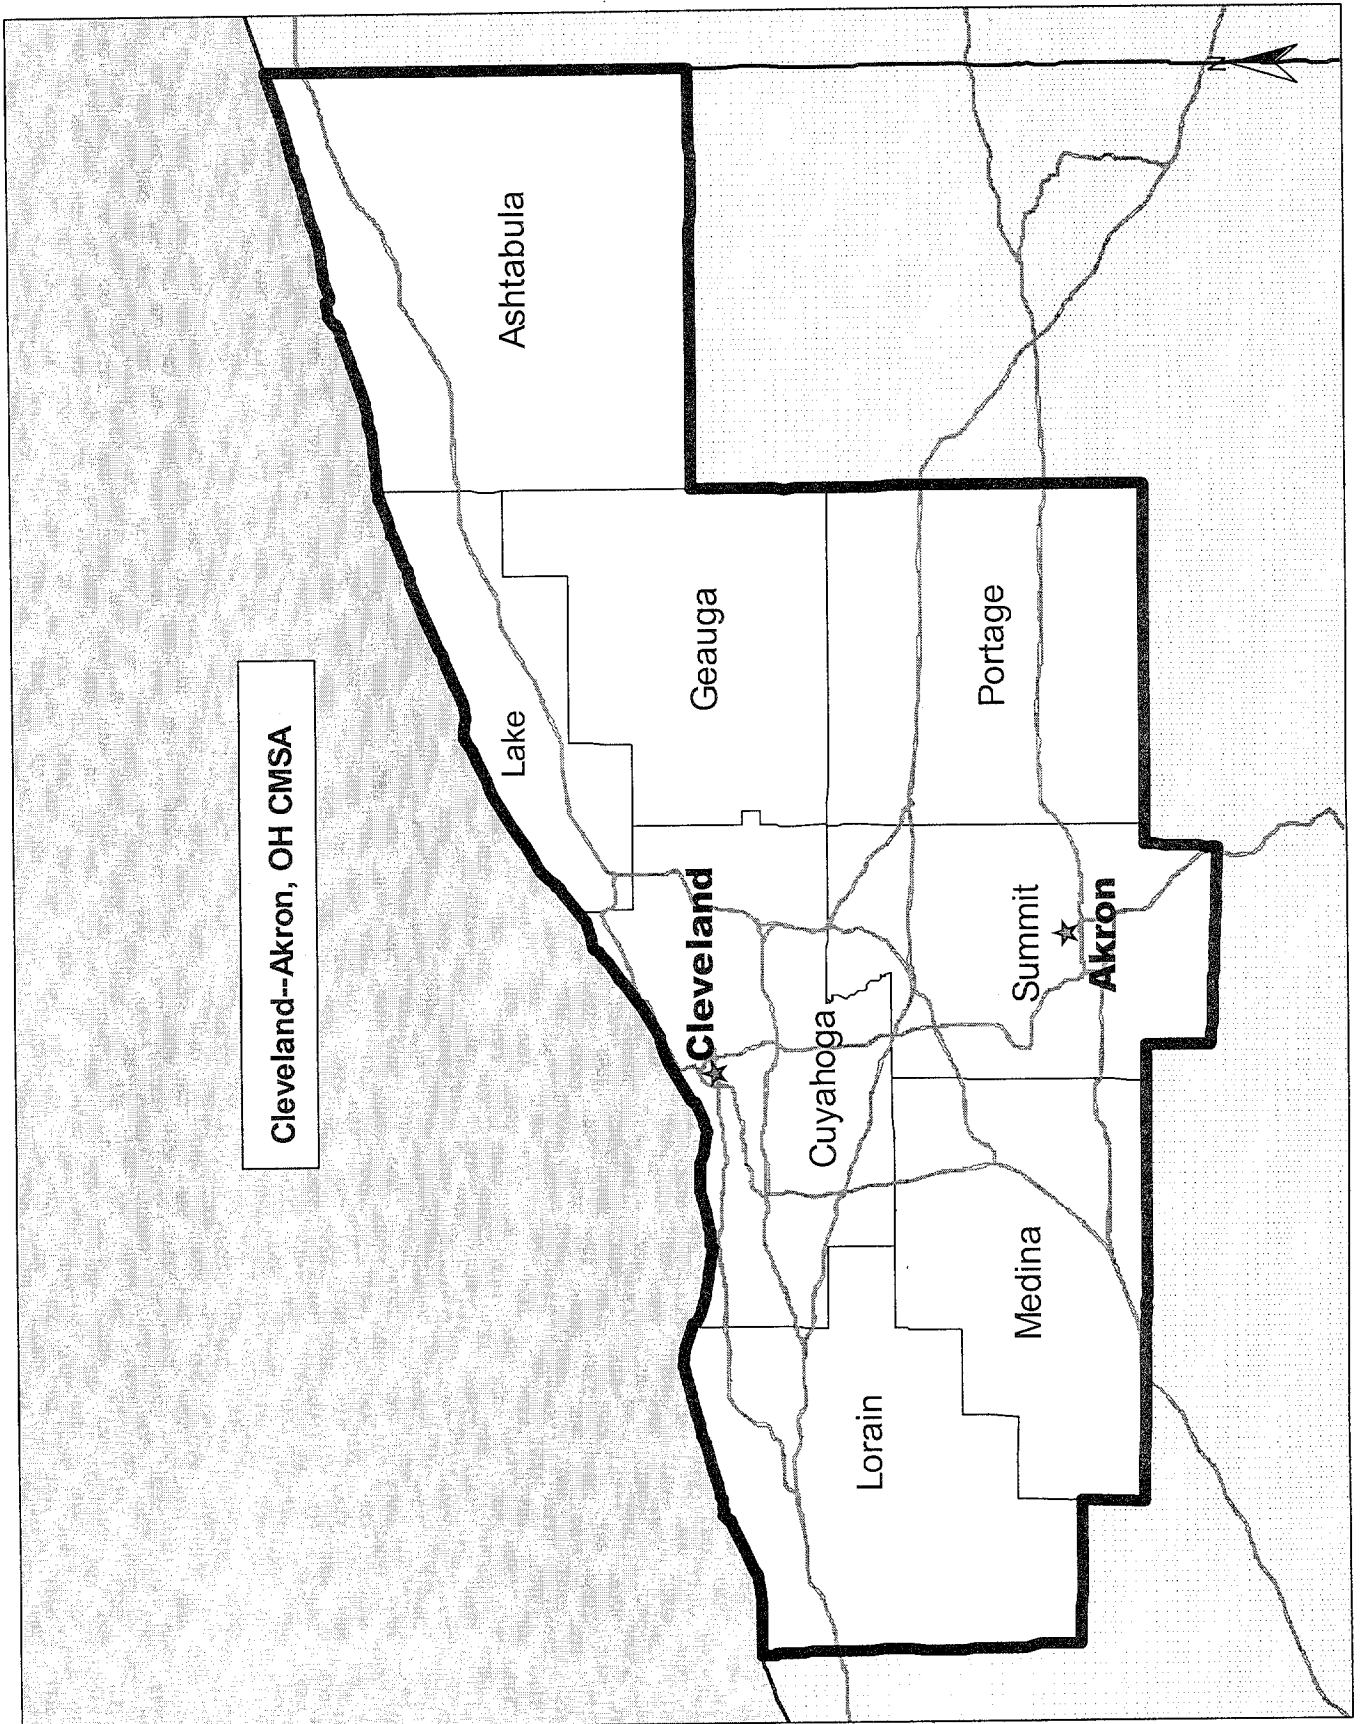 Cleveland--Akron, OH CMSA
Ashtabula
Lake
Geauga
Cleveland
Cuyahoga
Portage
Summit
Akron
Lorain
Medina
N